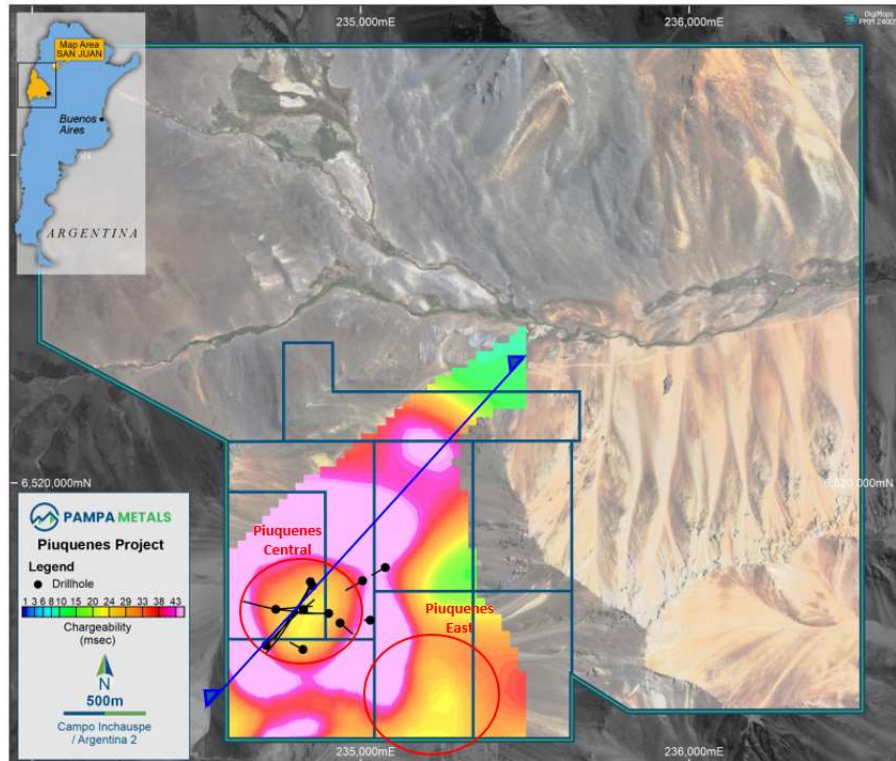 235,000mE
236,000mE
DigiMaps
Map Area
SAN JUAN
Buenos
Aires
ARGENTINA
6,520,000mN
6,520,000mN
PAMPA METALS
Piuquenes Project
Legend
Drillhole
1 3 6 8 10 15 20 24 29 33 38 43
Chargeability
(msec)
N
500m
Campo Inchauspe
/ Argentina 2
Piuquenes
Central
Piuquenes
East
235,000mE
236,000mE